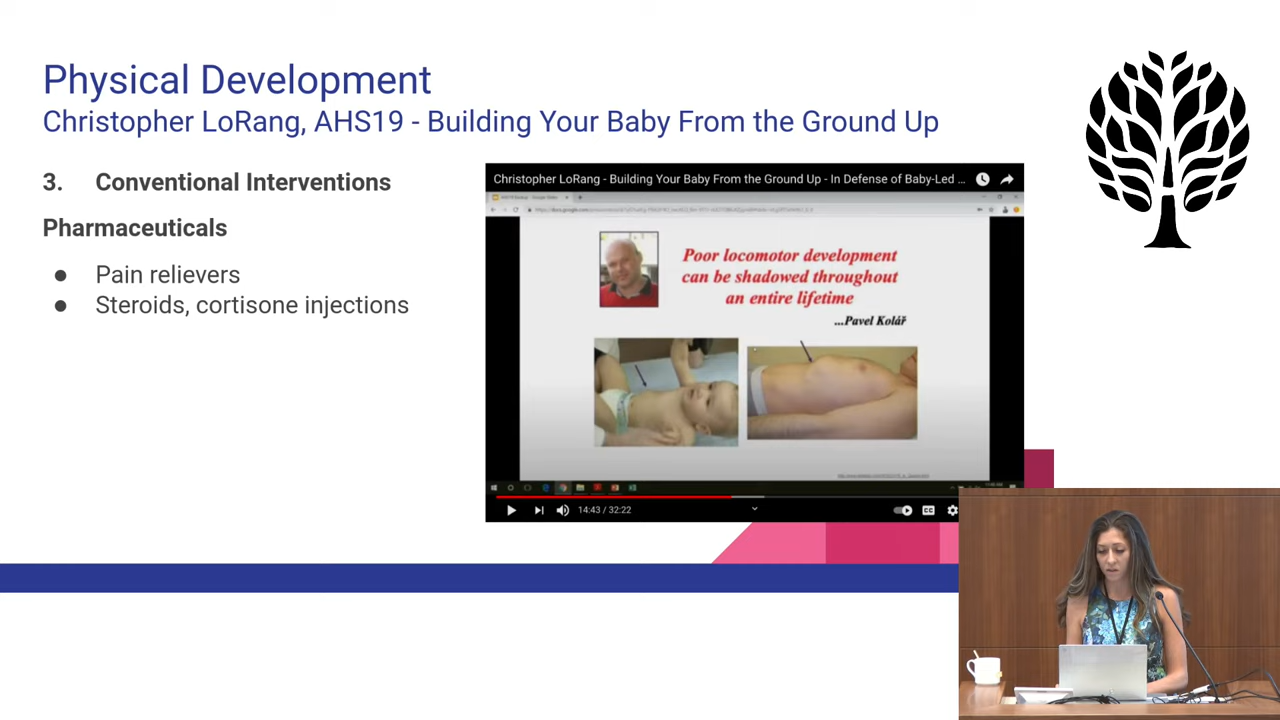 Physical Development
Christopher LoRang, AHS19 - Building Your Baby From the Ground Up
3. Conventional Interventions
Pharmaceuticals
● Pain relievers
● Steroids, cortisone injections
Christopher LoRang - Building Your Baby From the Ground Up - In Defense of Baby-Led ...
Poor locomotor development
can be shadowed throughout
an entire lifetime
...Pavel Kolář
14:43 / 32:22
CC